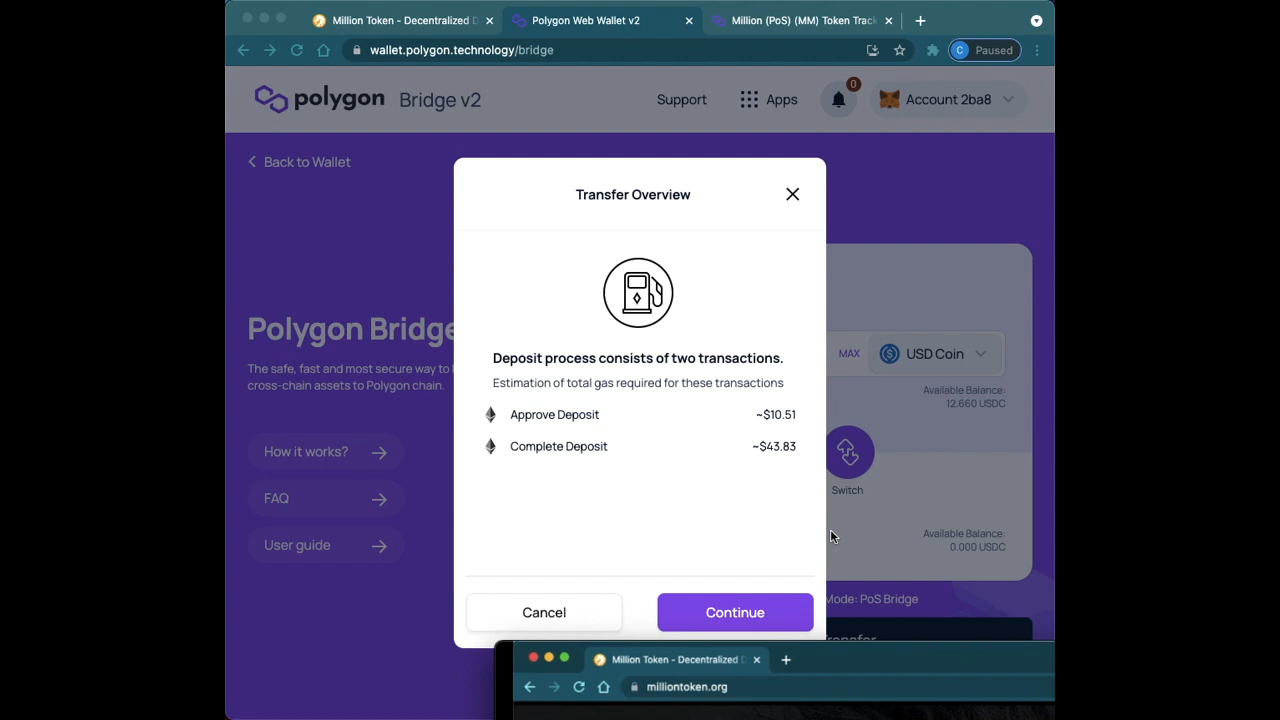 Million Token - Decentralized D
Polygon Web Wallet v2
Million (PoS) (MM) Token Track
wallet.polygon.technology/bridge
C Paused
polygon Bridge v2
Support
Apps
0
Account 2ba8
Back to Wallet
Transfer Overview
Polygon Bridge
The safe, fast and most secure way to
cross-chain assets to Polygon chain.
How it works?
FAQ
User guide
Deposit process consists of two transactions.
Estimation of total gas required for these transactions
Approve Deposit ~$10.51
Complete Deposit ~$43.83
Cancel
Continue
MAX
USD Coin
Available Balance:
12.660 USDC
Switch
Available Balance:
0.000 USDC
Mode: PoS Bridge
Million Token - Decentralized D
milliontoken.org